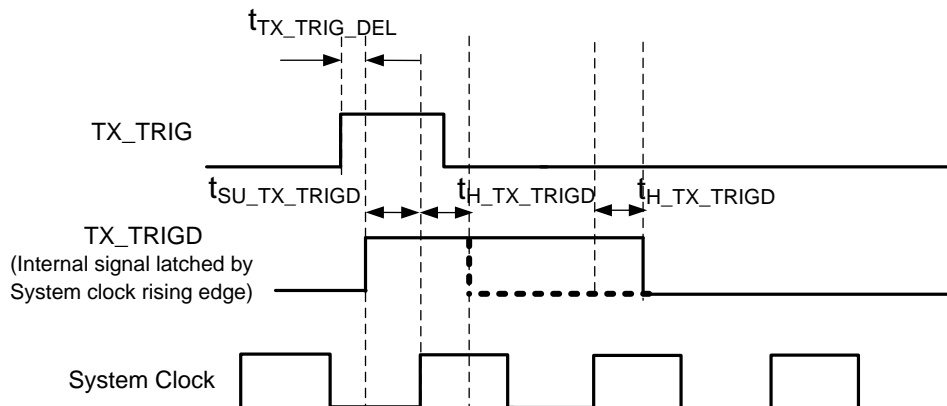 tTX_TRIG_DEL
TX_TRIG
tSU_TX_TRIGD
tH_TX_TRIGD
tH_TX_TRIGD
TX_TRIGD
(Internal signal latched by
System clock rising edge)
System Clock